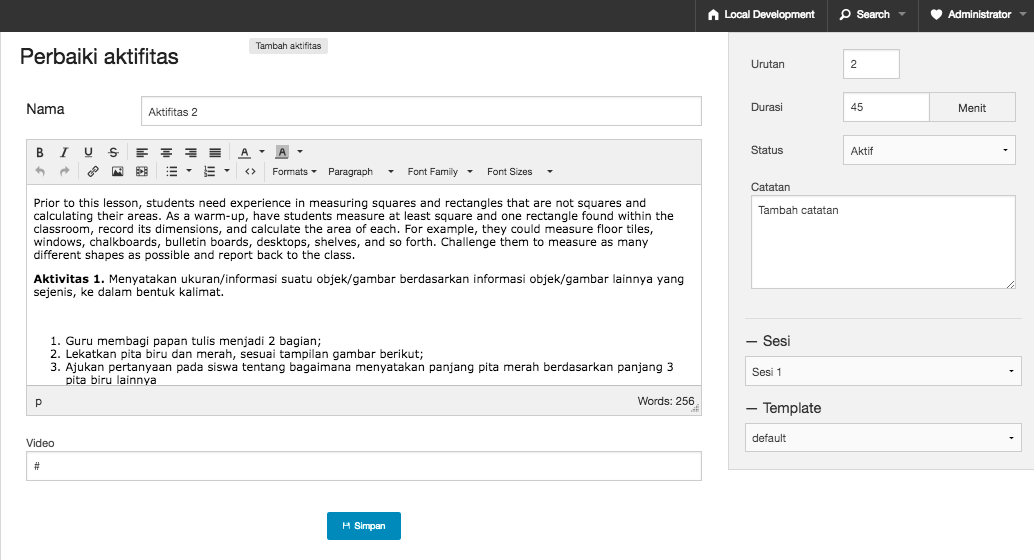 Local Development
Search
Administrator
Perbaiki aktifitas
Tambah aktifitas
Nama
Aktifitas 2
B I U S A A
Formats Paragraph Font Family Font Sizes
Prior to this lesson, students need experience in measuring squares and rectangles that are not squares and
calculating their areas. As a warm-up, have students measure at least square and one rectangle found within the
classroom, record its dimensions, and calculate the area of each. For example, they could measure floor tiles,
windows, chalkboards, bulletin boards, desktops, shelves, and so forth. Challenge them to measure as many
different shapes as possible and report back to the class.
Aktivitas 1. Menyatakan ukuran/informasi suatu objek/gambar berdasarkan informasi objek/gambar lainnya yang
sejenis, ke dalam bentuk kalimat.
1. Guru membagi papan tulis menjadi 2 bagian;
2. Lekatkan pita biru dan merah, sesuai tampilan gambar berikut;
3. Ajukan pertanyaan pada siswa tentang bagaimana menyatakan panjang pita merah berdasarkan panjang 3
pita biru lainnya
p
Words: 256
Video
#
Simpan
Urutan
2
Durasi
45
Menit
Status
Aktif
Catatan
Tambah catatan
— Sesi
Sesi 1
— Template
default